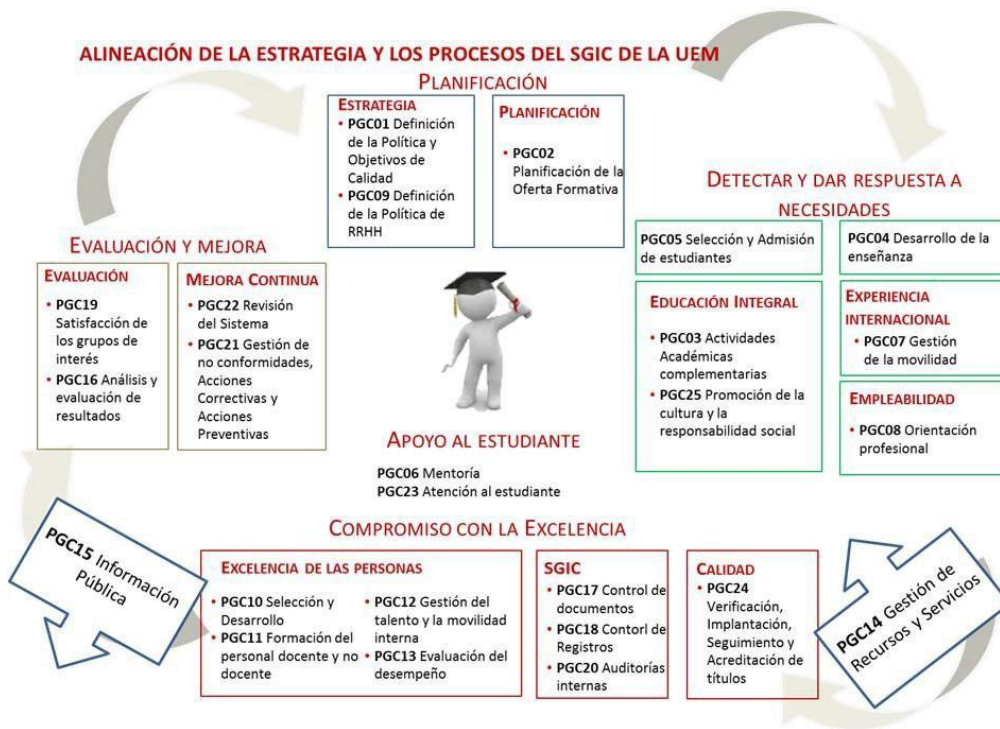 ALINEACIÓN DE LA ESTRATEGIA Y LOS PROCESOS DEL SGIC DE LA UEM
PLANIFICACIÓN
ESTRATEGIA
• PGC01 Definición
de la Política y
Objetivos de
Calidad
• PGC09 Definición
de la Política de
RRHH
PLANIFICACIÓN
• PGC02
Planificación de la
Oferta Formativa
DETECTAR Y DAR RESPUESTA A
NECESIDADES
PGC05 Selección y Admisión
de estudiantes
PGC04 Desarrollo de la
enseñanza
EDUCACIÓN INTEGRAL
• PGC03 Actividades
Académicas
complementarias
• PGC25 Promoción de la
cultura y la
responsabilidad social
EXPERIENCIA
INTERNACIONAL
• PGC07 Gestión
de la movilidad
EMPLEABILIDAD
• PGC08 Orientación
profesional
EVALUACIÓN Y MEJORA
EVALUACIÓN
• PGC19
Satisfacción de
los grupos de
interés
• PGC16 Análisis y
evaluación de
resultados
MEJORA CONTINUA
• PGC22 Revisión
del Sistema
• PGC21 Gestión de
no conformidades,
Acciones
Correctivas y
Acciones
Preventivas
APOYO AL ESTUDIANTE
PGC06 Mentoría
PGC23 Atención al estudiante
COMPROMISO CON LA EXCELENCIA
PGC15 Información
Pública
EXCELENCIA DE LAS PERSONAS
• PGC10 Selección y
Desarrollo
• PGC11 Formación del
personal docente y no
docente
• PGC12 Gestión del
talento y la movilidad
interna
• PGC13 Evaluación del
desempeño
SGIC
• PGC17 Control de
documentos
• PGC18 Contorl de
Registros
• PGC20 Auditorías
internas
CALIDAD
• PGC24
Verificación,
Implantación,
Seguimiento y
Acreditación de
títulos
PGC14 Gestión de
Recursos y Servicios